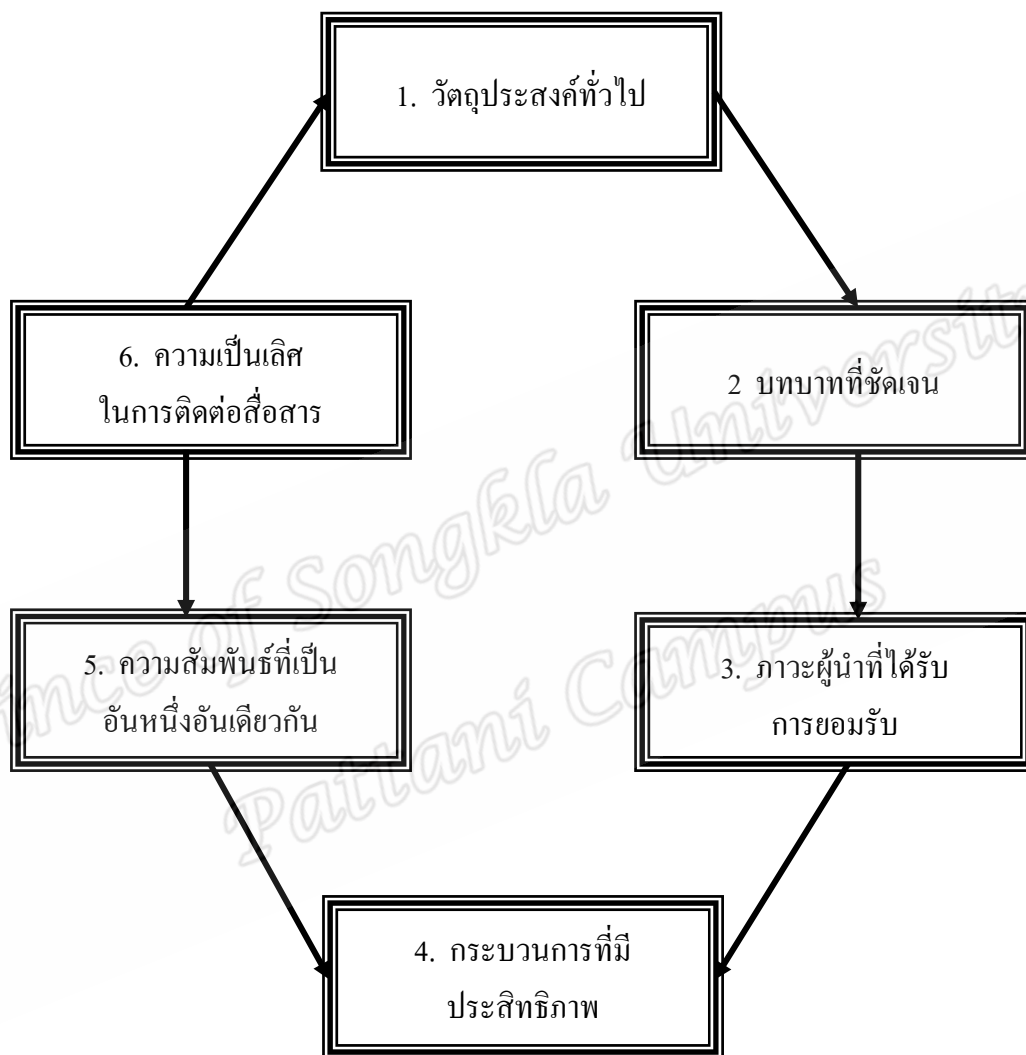 1. วัตถุประสงค์ทั่วไป
6. ความเป็นเลิศ
ในการติดต่อสื่อสาร
2 บทบาทที่ชัดเจน
5. ความสัมพันธ์ที่เป็น
อันหนึ่งอันเดียวกัน
3. ภาวะผู้นำที่ได้รับ
การยอมรับ
4. กระบวนการที่มี
ประสิทธิภาพ
of Songkla
Pattani Campus